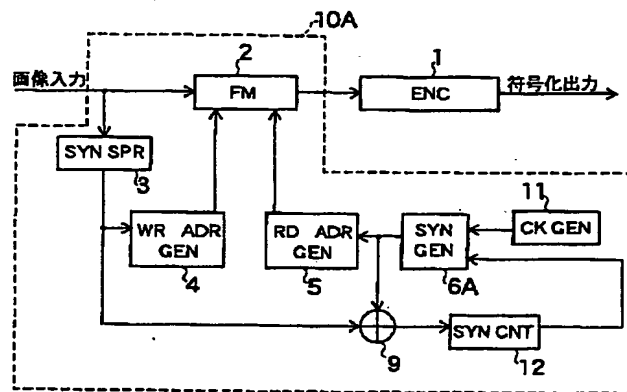 10A
2
1
画像入力
FM
ENC
符号化出力
SYN SPR
3
11
WR ADR
GEN
RD ADR
GEN
SYN
GEN
CK GEN
4
5
6A
9
SYN CNT
12